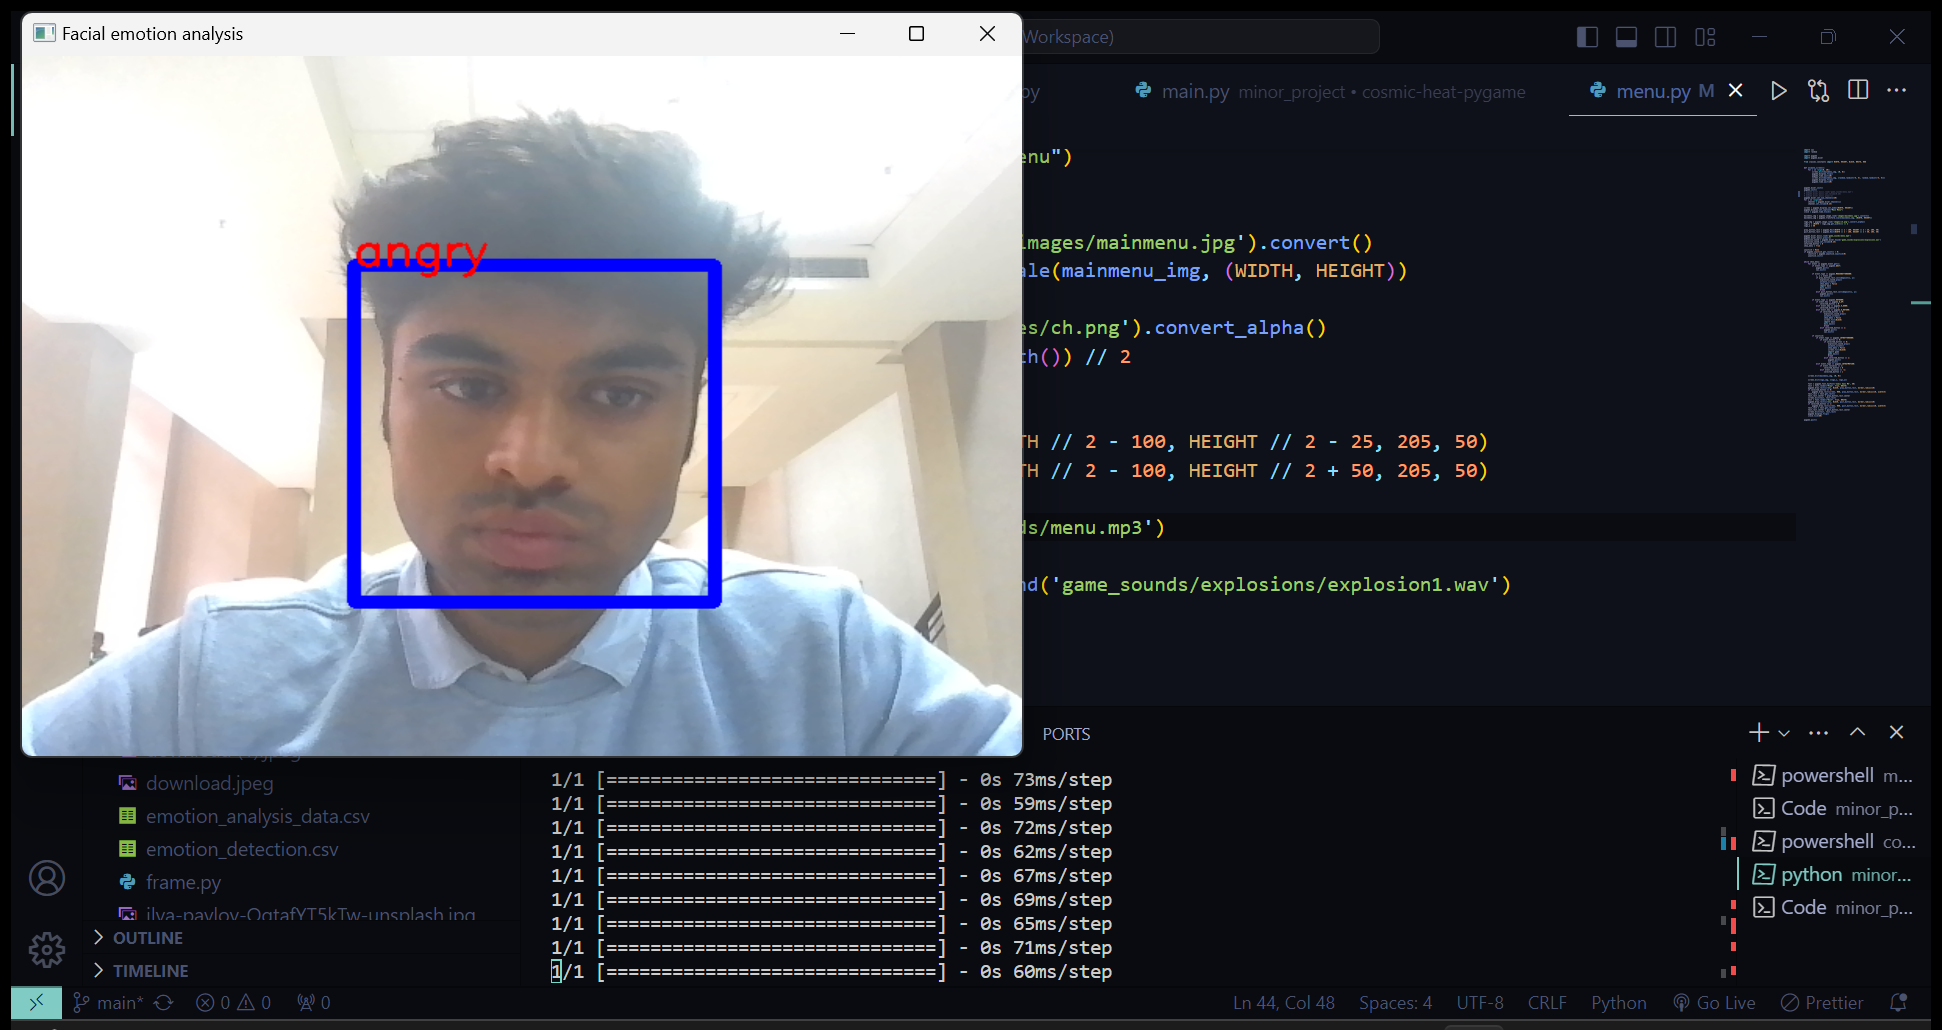 Facial emotion analysis
Workspace)
angry
py
main.py minor_project • cosmic-heat-pygame
menu.py M
enu")
images/mainmenu.jpg').convert()
ale(mainmenu_img, (WIDTH, HEIGHT))
es/ch.png').convert_alpha()
th()) // 2
TH // 2 - 100, HEIGHT // 2 - 25, 205, 50)
TH // 2 - 100, HEIGHT // 2 + 50, 205, 50)
ds/menu.mp3')
nd('game_sounds/explosions/explosion1.wav')
PORTS
download.jpeg
emotion_analysis_data.csv
emotion_detection.csv
frame.py
ilya-pavlov-OqtafYT5kTw-unsplash.jpg
OUTLINE
TIMELINE
1/1 [==============================] - 0s 73ms/step
1/1 [==============================] - 0s 59ms/step
1/1 [==============================] - 0s 72ms/step
1/1 [==============================] - 0s 62ms/step
1/1 [==============================] - 0s 67ms/step
1/1 [==============================] - 0s 69ms/step
1/1 [==============================] - 0s 65ms/step
1/1 [==============================] - 0s 71ms/step
1/1 [==============================] - 0s 60ms/step
powershell m...
Code minor_p...
powershell co...
python minor...
Code minor_p...
main* 0 0 0
Ln 44, Col 48 Spaces: 4 UTF-8 CRLF Python Go Live Prettier